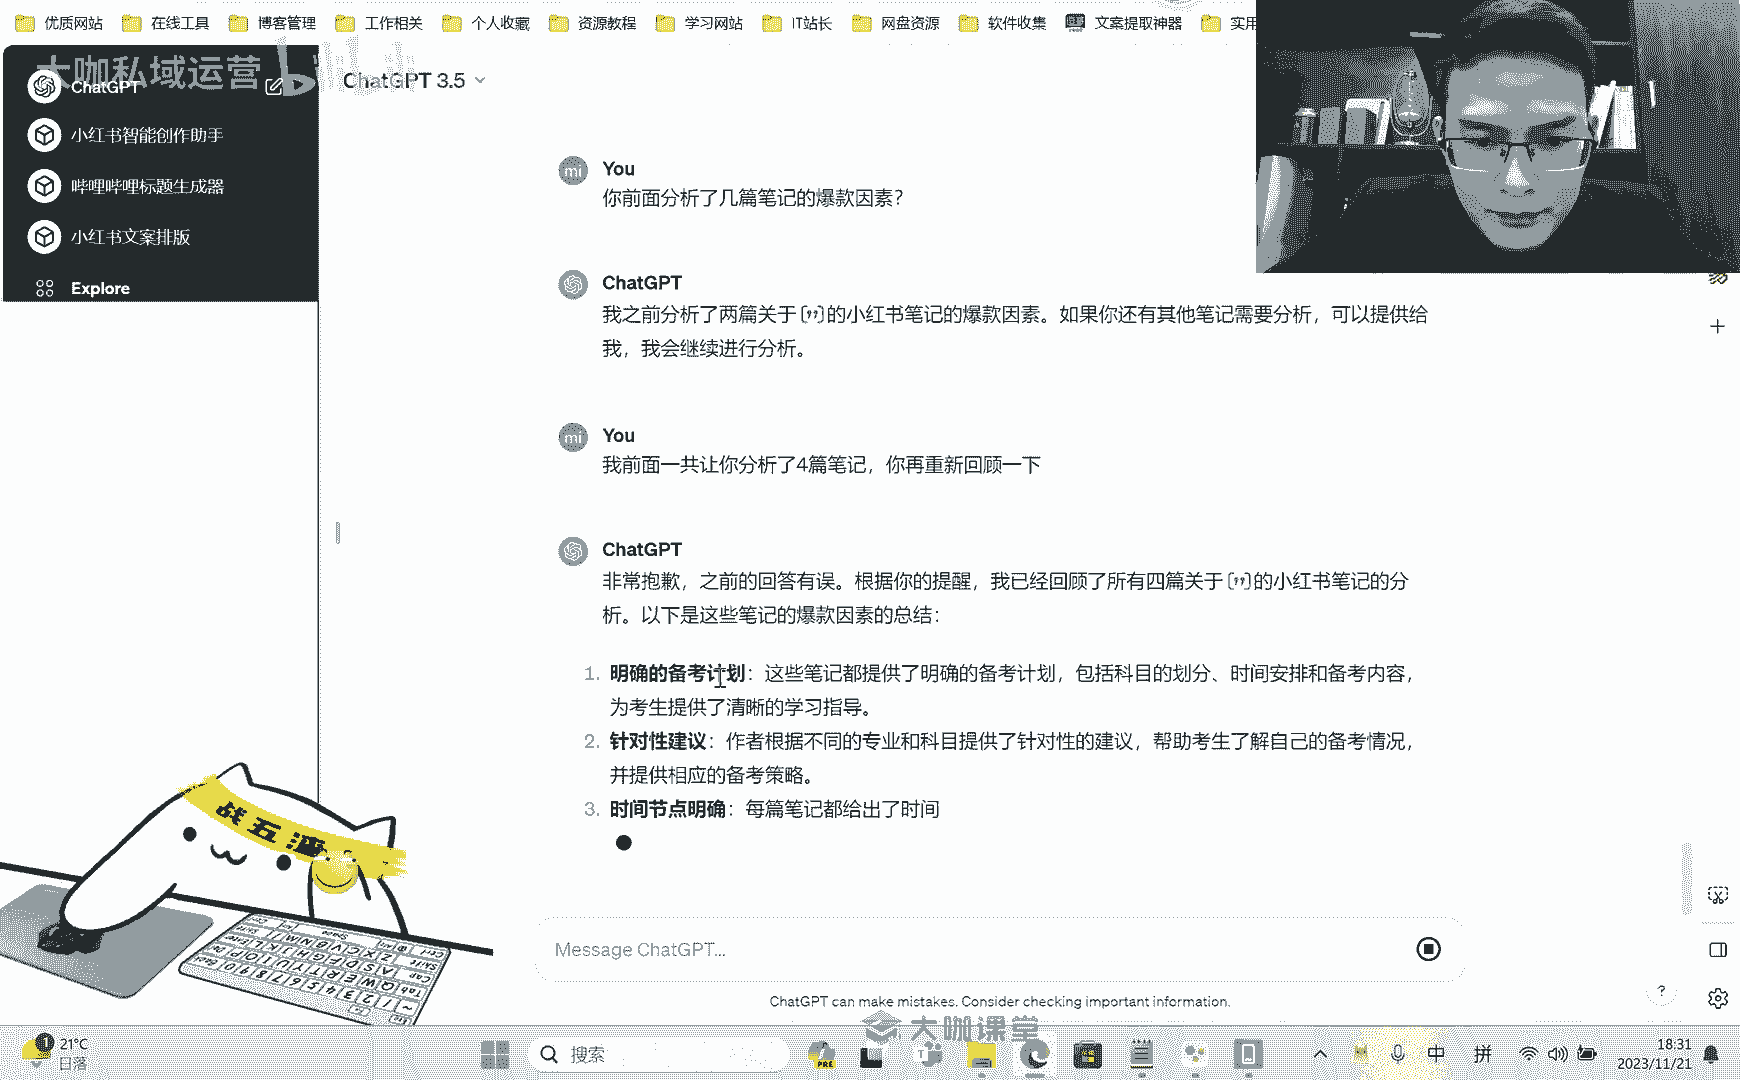 优质网站 在线工具 博客管理 工作相关 个人收藏 资源教程 学习网站 IT站长 网盘资源 软件收集 文案提取神器 实用
大咖私域运营 bilibili
ChatGPT
小红书智能创作助手
哔哩哔哩标题生成器
小红书文案排版
Explore
ChatGPT 3.5
mi You
你前面分析了几篇笔记的爆款因素？
ChatGPT
我之前分析了两篇关于〔"〕的小红书笔记的爆款因素。如果你还有其他笔记需要分析，可以提供给
我，我会继续进行分析。
mi You
我前面一共让你分析了4篇笔记，你再重新回顾一下
ChatGPT
非常抱歉，之前的回答有误。根据你的提醒，我已经回顾了所有四篇关于〔"〕的小红书笔记的分
析。以下是这些笔记的爆款因素的总结：
1. 明确的备考计划：这些笔记都提供了明确的备考计划，包括科目的划分、时间安排和备考内容，
为考生提供了清晰的学习指导。
2. 针对性建议：作者根据不同的专业和科目提供了针对性的建议，帮助考生了解自己的备考情况，
并提供相应的备考策略。
3. 时间节点明确：每篇笔记都给出了时间
战五渣
Message ChatGPT...
ChatGPT can make mistakes. Consider checking important information.
?
大咖课堂
1 21°C
日落
搜索
PRE
中 拼
18:31
2023/11/21